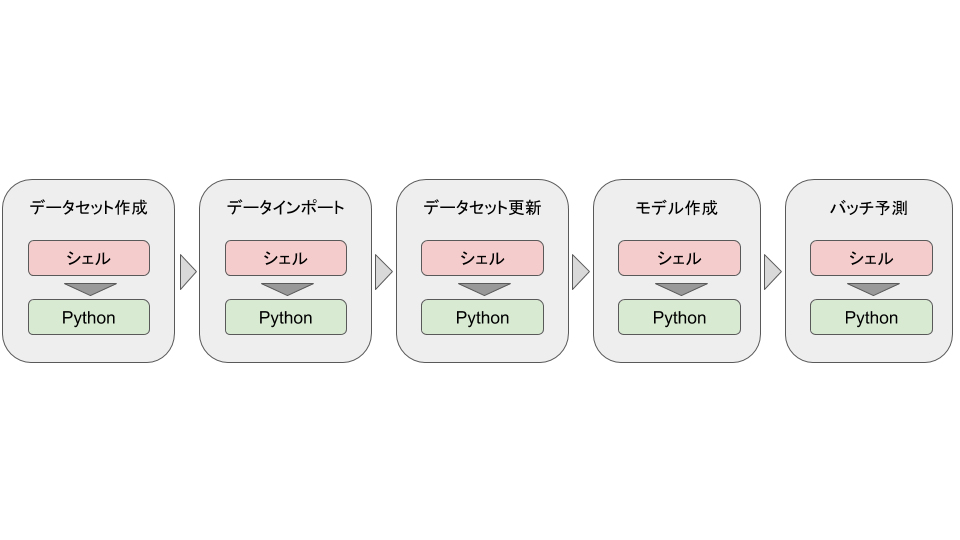 データセット作成
シェル
Python
データインポート
シェル
Python
データセット更新
シェル
Python
モデル作成
シェル
Python
バッチ予測
シェル
Python